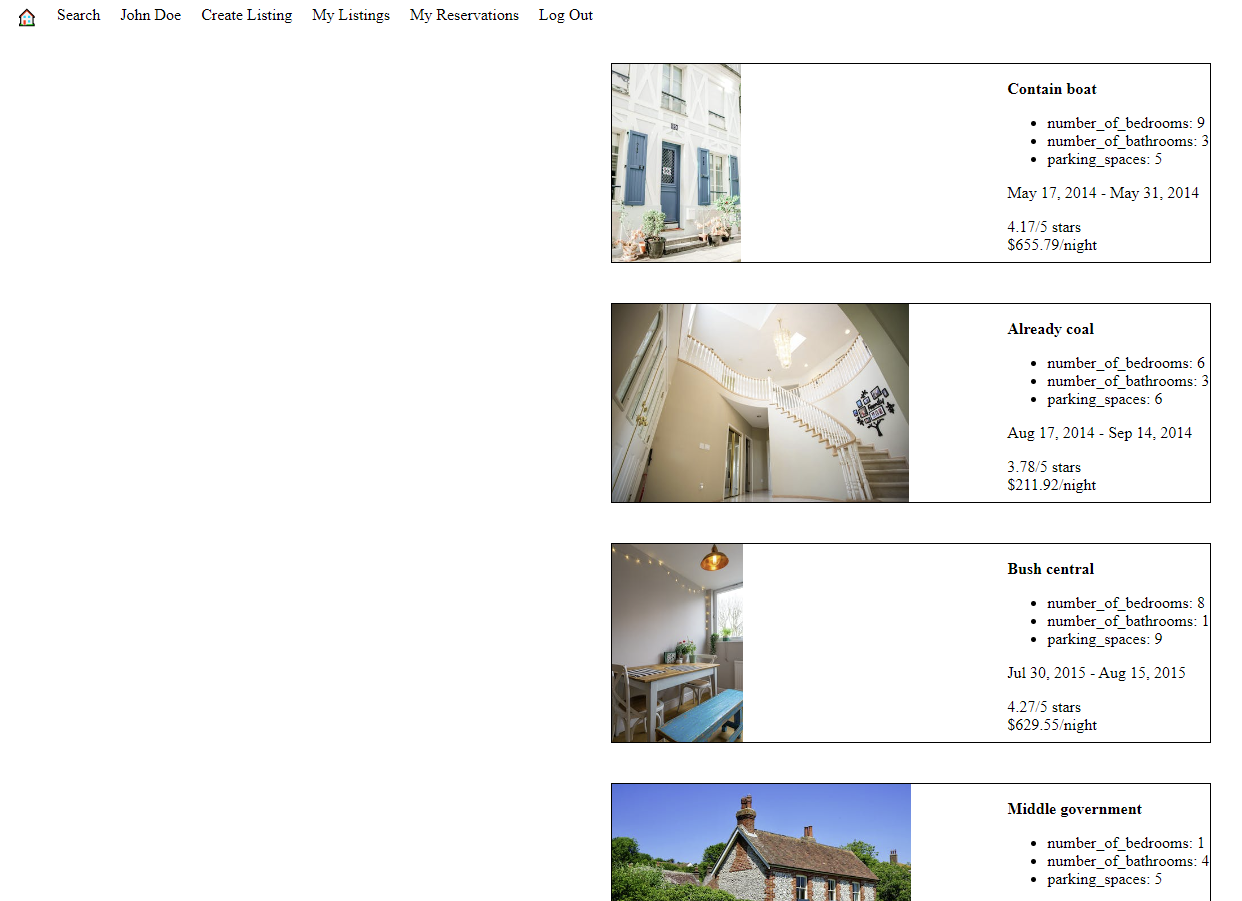 Search John Doe Create Listing My Listings My Reservations Log Out
Contain boat
number_of_bedrooms: 9
number_of_bathrooms: 3
parking_spaces: 5
May 17, 2014 - May 31, 2014
4.17/5 stars
$655.79/night
Already coal
number_of_bedrooms: 6
number_of_bathrooms: 3
parking_spaces: 6
Aug 17, 2014 - Sep 14, 2014
3.78/5 stars
$211.92/night
Bush central
number_of_bedrooms: 8
number_of_bathrooms: 1
parking_spaces: 9
Jul 30, 2015 - Aug 15, 2015
4.27/5 stars
$629.55/night
Middle government
number_of_bedrooms: 1
number_of_bathrooms: 4
parking_spaces: 5